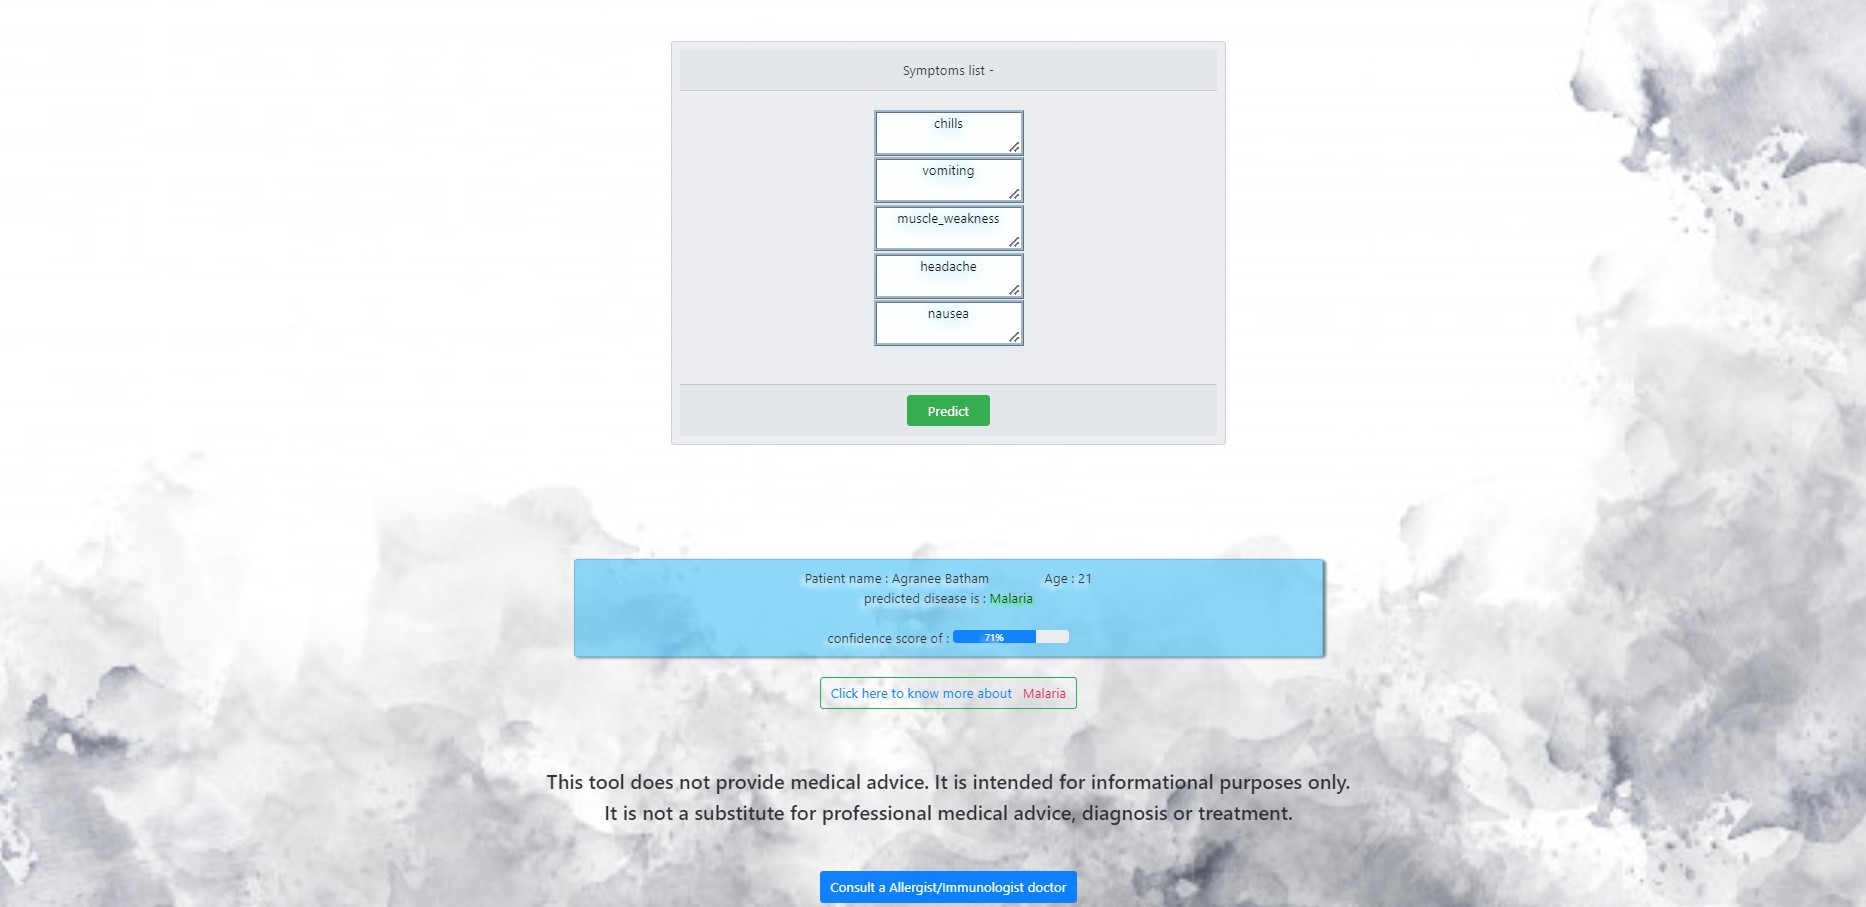 Symptoms list -
chills
vomiting
muscle_weakness
headache
nausea
Predict
Patient name : Agranee Batham Age : 21
predicted disease is : Malaria
confidence score of : 71%
Click here to know more about Malaria
This tool does not provide medical advice. It is intended for informational purposes only.
It is not a substitute for professional medical advice, diagnosis or treatment.
Consult a Allergist/Immunologist doctor